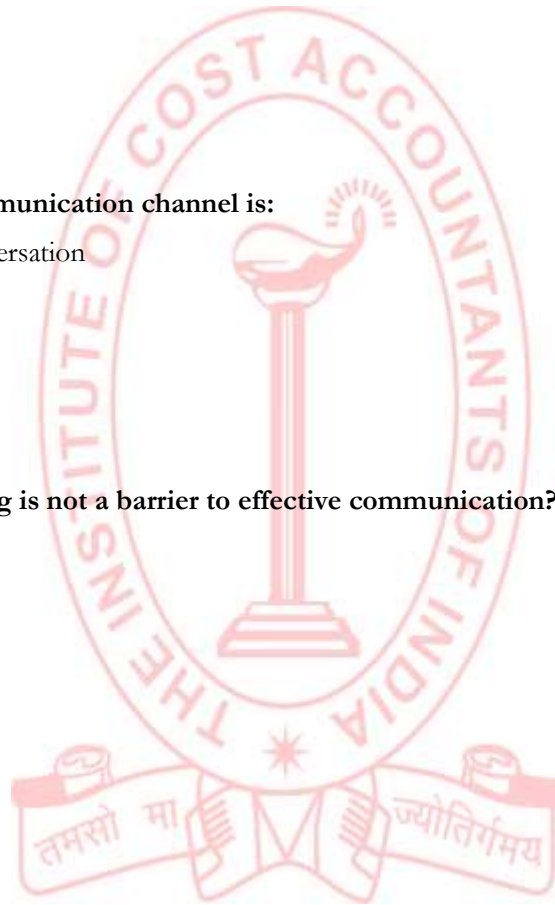 munication channel is:
ersation
g is not a barrier to effective communication?
THE INSTITUTE OF COST ACCOUNTANTS OF INDIA
तमसो मा ज्योतिर्गमय